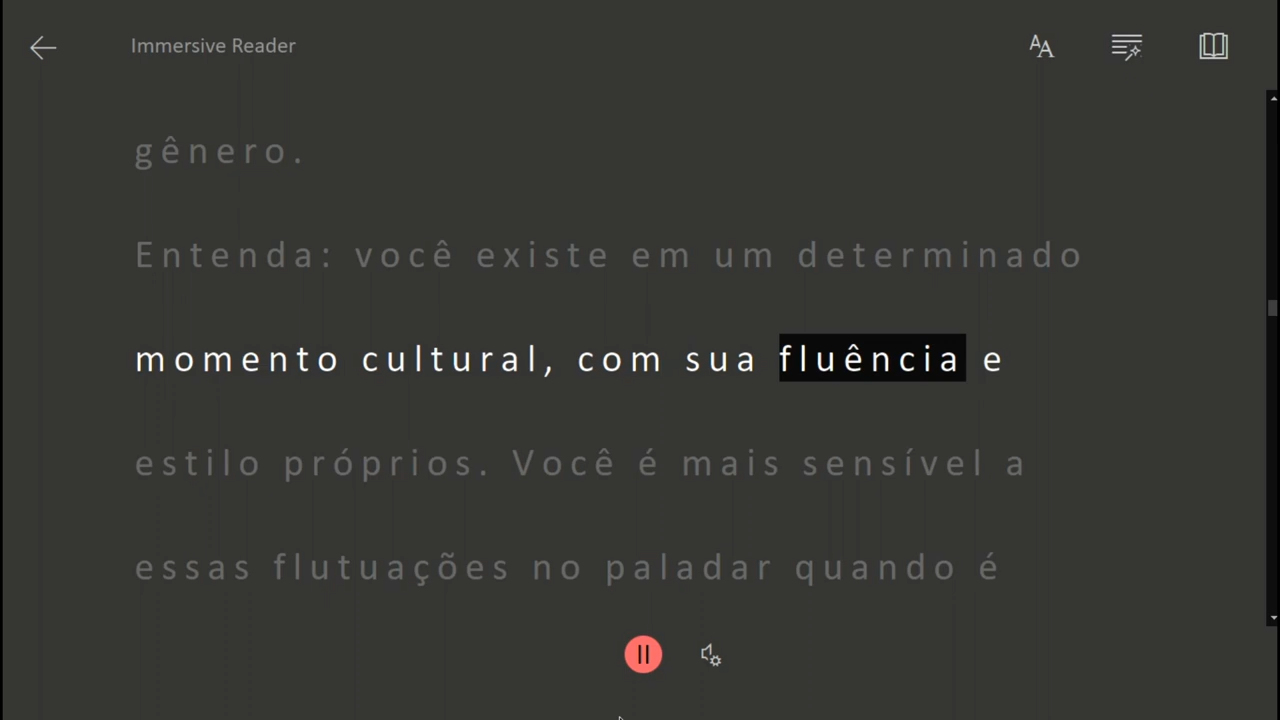 Immersive Reader
gênero.
Entenda: você existe em um determinado
momento cultural, com sua fluência e
estilo próprios. Você é mais sensível a
essas flutuações no paladar quando é